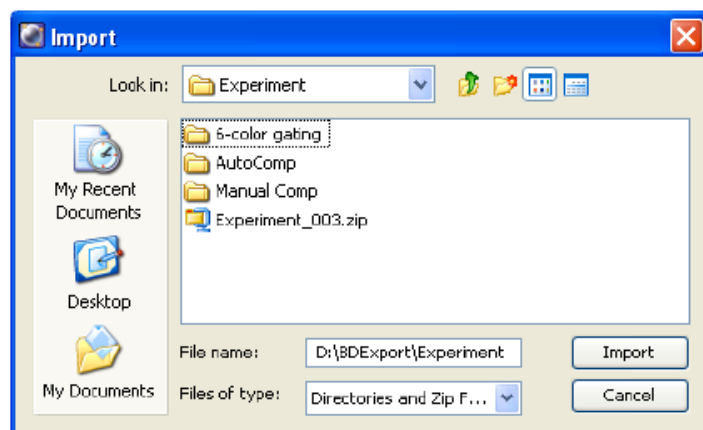 Import
Look in: Experiment
6-color gating
AutoComp
Manual Comp
Experiment_003.zip
My Recent
Documents
Desktop
My Documents
File name: D:\BDExport\Experiment Import
Files of type: Directories and Zip F... Cancel